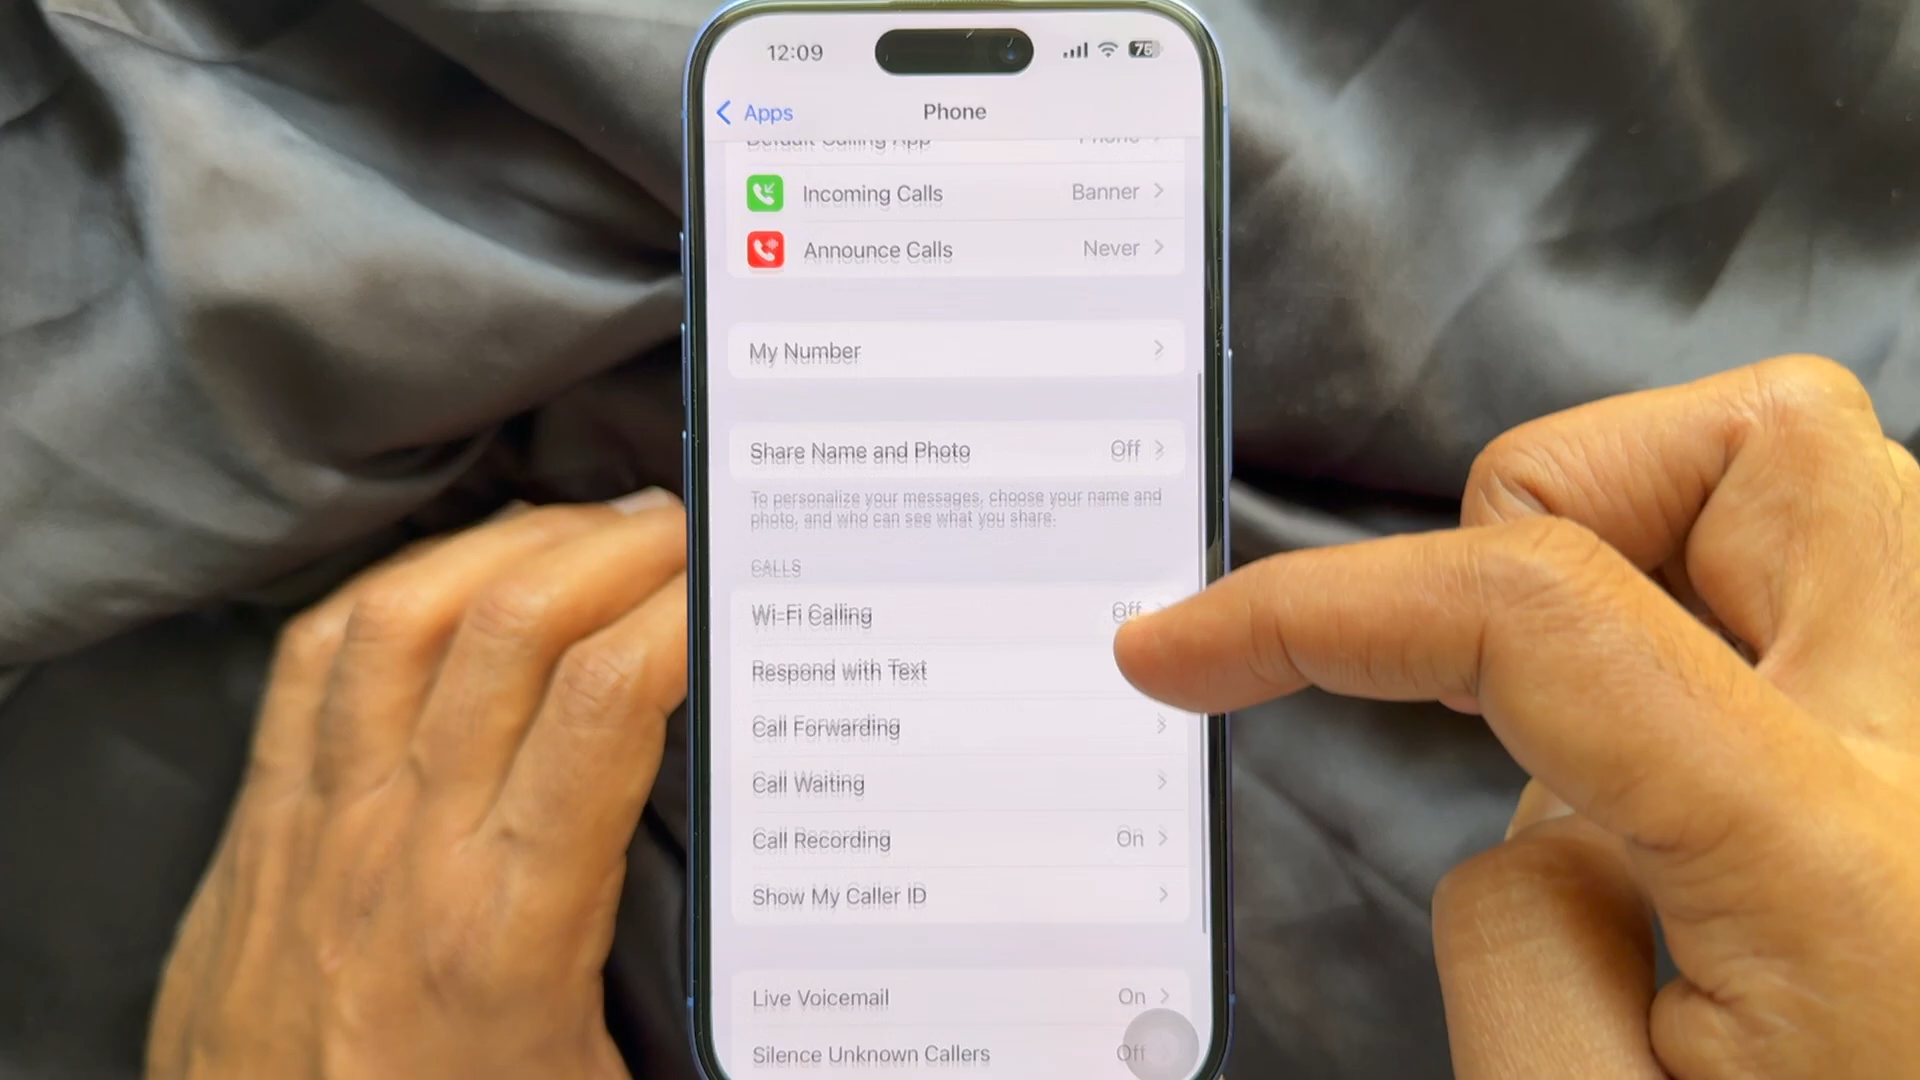 12:09
75
Apps
Phone
Default Calling App Phone
Incoming Calls Banner
Announce Calls Never
My Number
Share Name and Photo Off
To personalize your messages, choose your name and
photo, and who can see what you share.
CALLS
Wi-Fi Calling Off
Respond with Text
Call Forwarding
Call Waiting
Call Recording On
Show My Caller ID
Live Voicemail On
Silence Unknown Callers Off